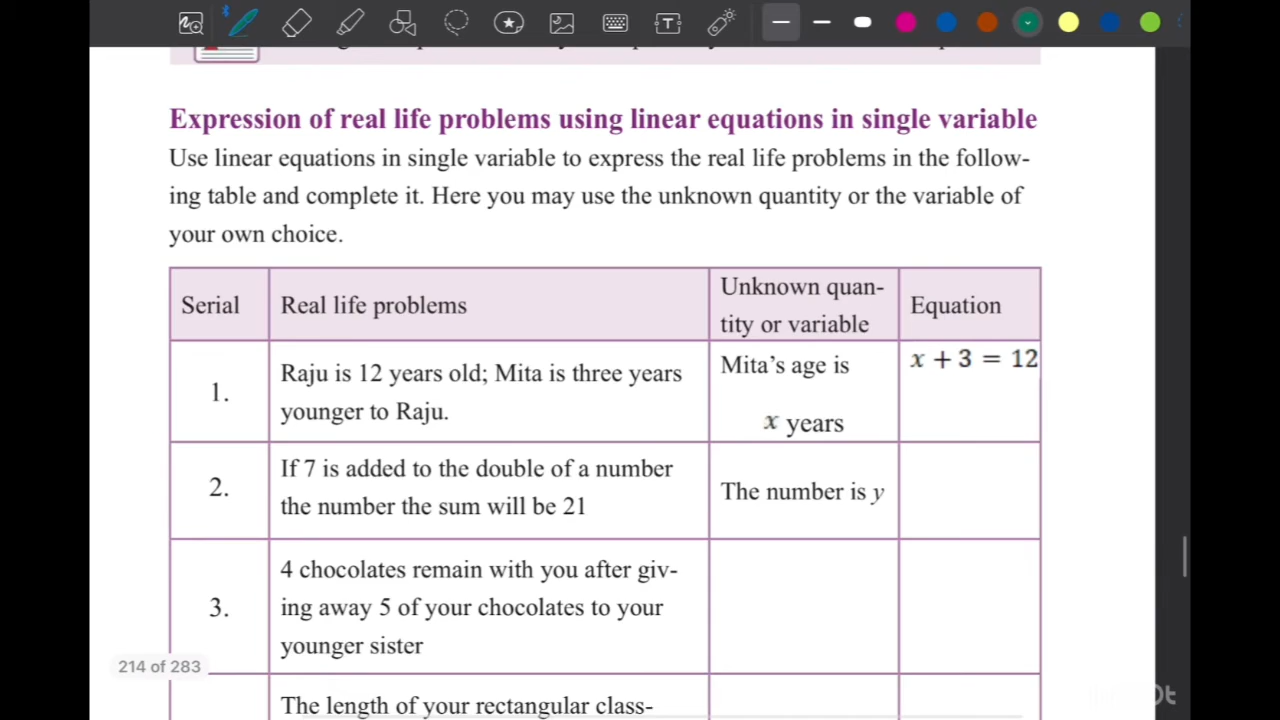 Expression of real life problems using linear equations in single variable
Use linear equations in single variable to express the real life problems in the follow-
ing table and complete it. Here you may use the unknown quantity or the variable of
your own choice.
Serial
Real life problems
Unknown quan-
tity or variable
Equation
1.
Raju is 12 years old; Mita is three years
younger to Raju.
Mita’s age is
x years
x + 3 = 12
2.
If 7 is added to the double of a number
the number the sum will be 21
The number is y
3.
4 chocolates remain with you after giv-
ing away 5 of your chocolates to your
younger sister
The length of your rectangular class-
214 of 283